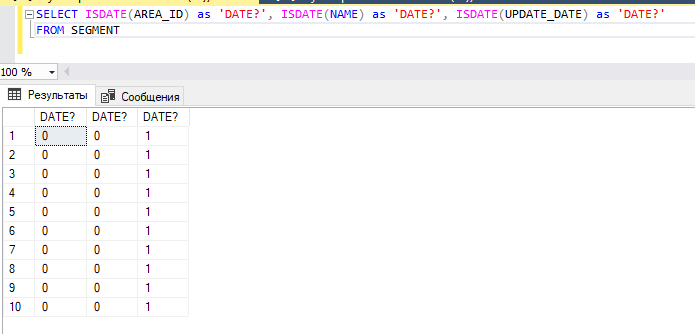 SELECT ISDATE(AREA_ID) as 'DATE?', ISDATE(NAME) as 'DATE?', ISDATE(UPDATE_DATE) as 'DATE?'
FROM SEGMENT
100 %
Результаты Сообщения
DATE? DATE? DATE?
1 0 0 1
2 0 0 1
3 0 0 1
4 0 0 1
5 0 0 1
6 0 0 1
7 0 0 1
8 0 0 1
9 0 0 1
10 0 0 1